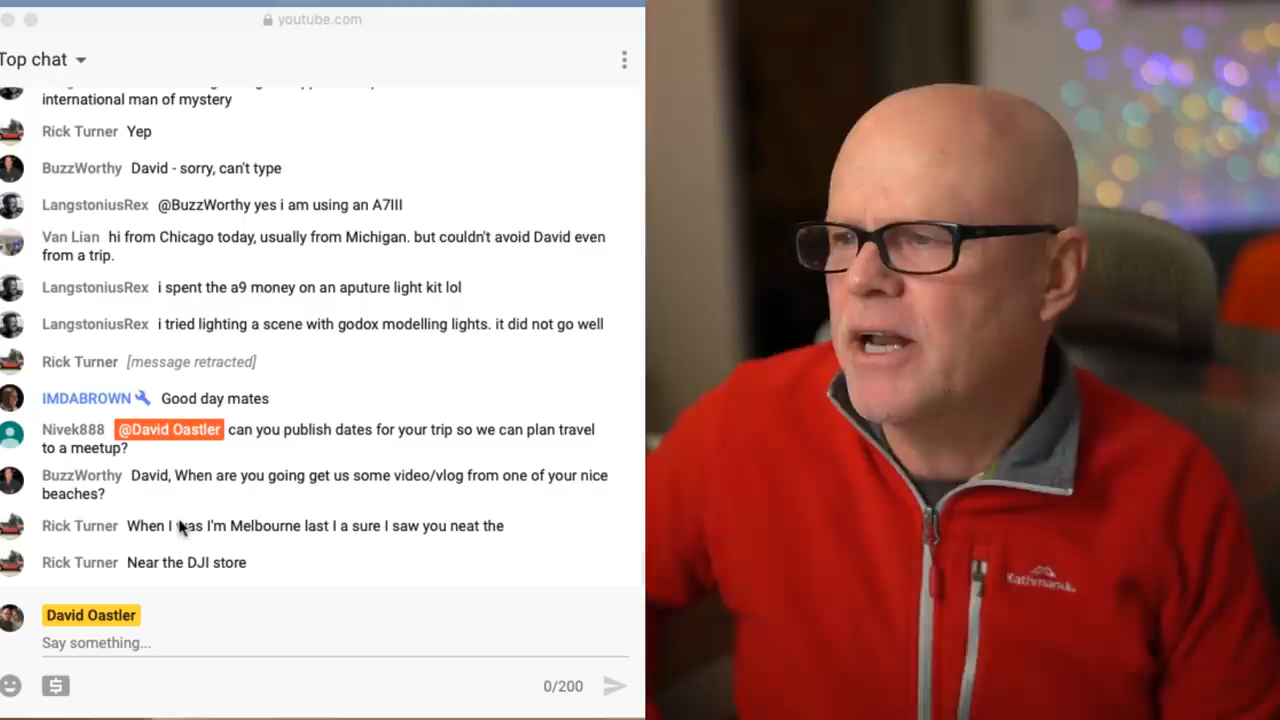 youtube.com
Top chat
international man of mystery
Rick Turner Yep
BuzzWorthy David - sorry, can't type
LangstoniusRex @BuzzWorthy yes i am using an A7III
Van Lian hi from Chicago today, usually from Michigan. but couldn't avoid David even
from a trip.
LangstoniusRex i spent the a9 money on an aputure light kit lol
LangstoniusRex i tried lighting a scene with godox modelling lights. it did not go well
Rick Turner [message retracted]
IMDABROWN Good day mates
Nivek888 @David Oastler can you publish dates for your trip so we can plan travel
to a meetup?
BuzzWorthy David, When are you going get us some video/vlog from one of your nice
beaches?
Rick Turner When I was I'm Melbourne last I a sure I saw you neat the
Rick Turner Near the DJI store
David Oastler
Say something...
0/200
Kathmandu